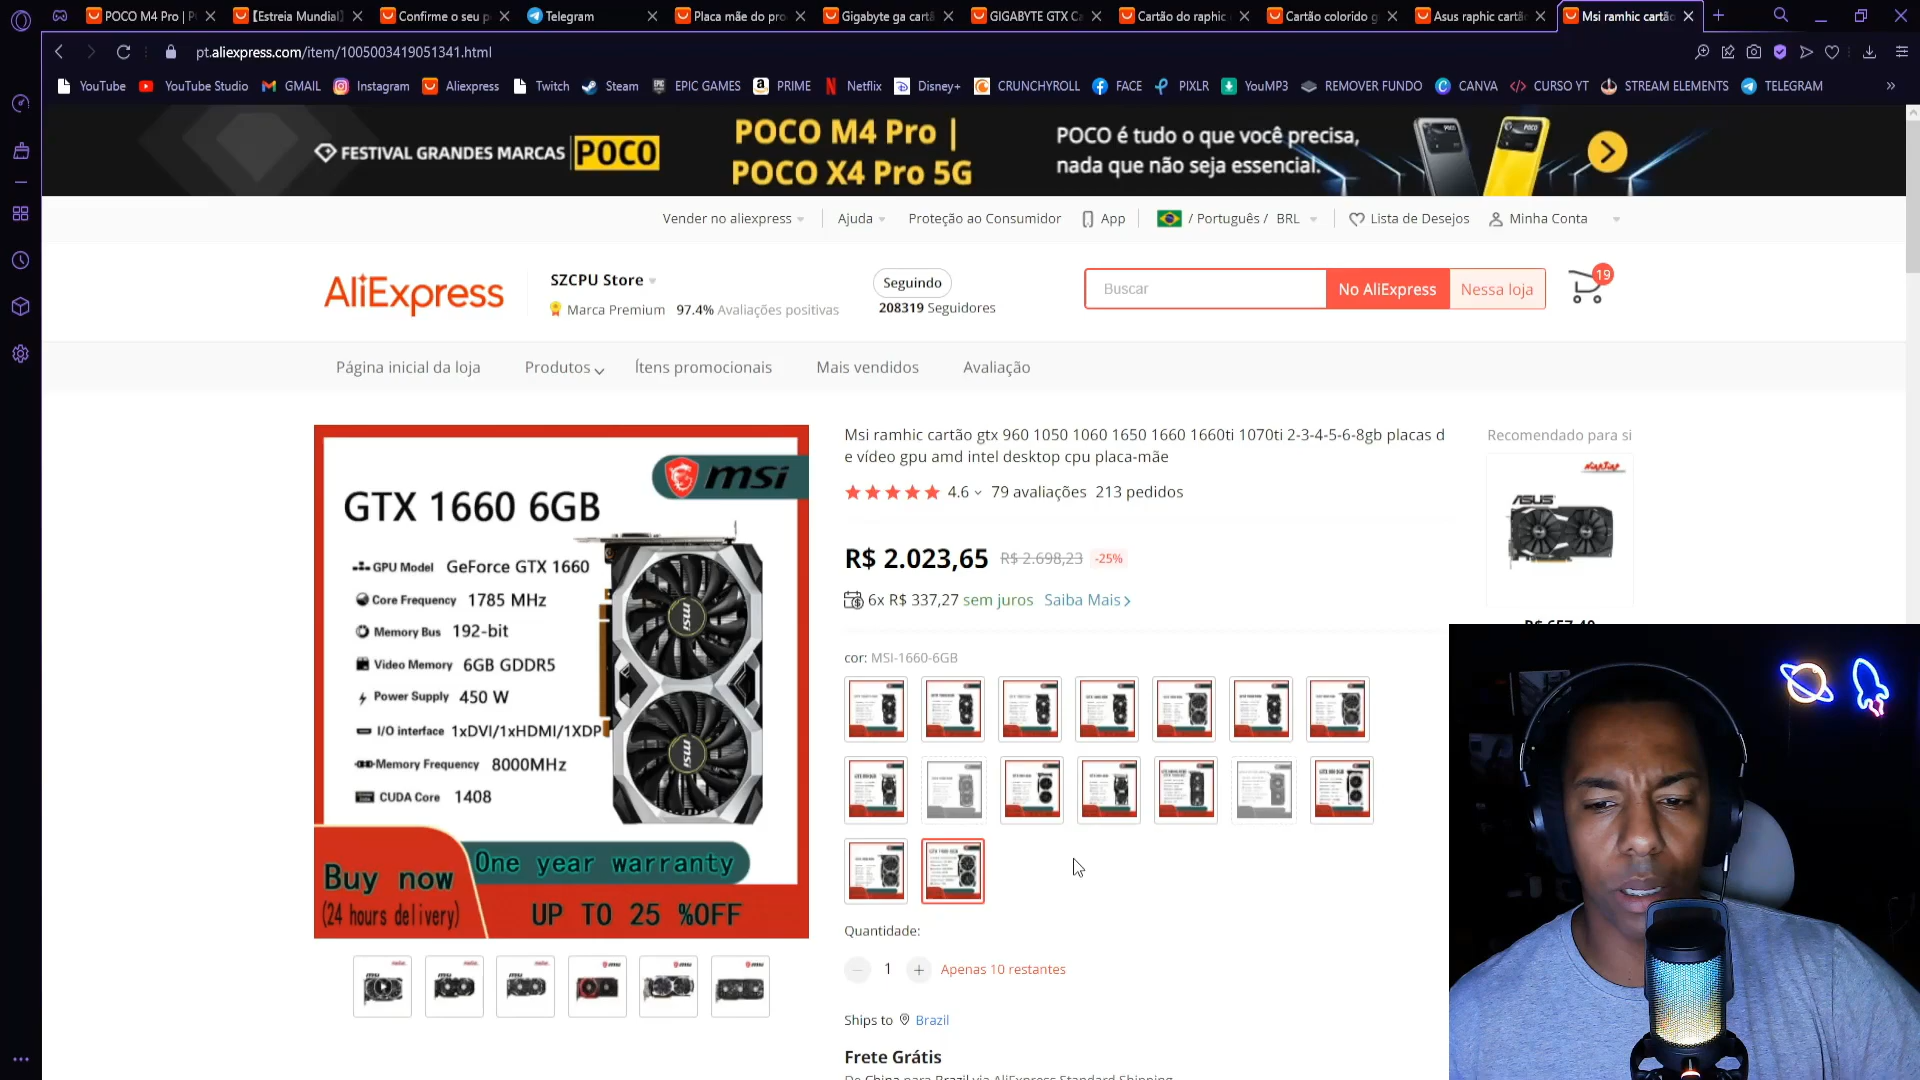 POCO M4 Pro | P
【Estreia Mundial】
Confirme o seu p
Telegram
Placa mãe do pro
Gigabyte ga cartã
GIGABYTE GTX Ca
Cartão do raphic
Cartão colorido g
Asus raphic cartã
Msi ramhic cartão
pt.aliexpress.com/item/1005003419051341.html
YouTube
YouTube Studio
GMAIL
Instagram
Aliexpress
Twitch
Steam
EPIC GAMES
PRIME
Netflix
Disney+
CRUNCHYROLL
FACE
PIXLR
YouMP3
REMOVER FUNDO
CANVA
CURSO YT
STREAM ELEMENTS
TELEGRAM
FESTIVAL GRANDES MARCAS POCO
POCO M4 Pro |
POCO X4 Pro 5G
POCO é tudo o que você precisa,
nada que não seja essencial.
Vender no aliexpress
Ajuda
Proteção ao Consumidor
App
/ Português / BRL
Lista de Desejos
Minha Conta
AliExpress
SZCPU Store
Marca Premium 97.4% Avaliações positivas
Seguindo
208319 Seguidores
Buscar
No AliExpress
Nessa loja
19
Página inicial da loja
Produtos
Ítens promocionais
Mais vendidos
Avaliação
msi
GTX 1660 6GB
GPU Model GeForce GTX 1660
Core Frequency 1785 MHz
Memory Bus 192-bit
Video Memory 6GB GDDR5
Power Supply 450 W
I/O interface 1xDVI/1xHDMI/1XDP
Memory Frequency 8000MHz
CUDA Core 1408
One year warranty
Buy now
(24 hours delivery)
UP TO 25 %OFF
Msi ramhic cartão gtx 960 1050 1060 1650 1660 1660ti 1070ti 2-3-4-5-6-8gb placas d
e vídeo gpu amd intel desktop cpu placa-mãe
4.6 79 avaliações 213 pedidos
R$ 2.023,65 R$ 2.698,23 -25%
6x R$ 337,27 sem juros Saiba Mais
cor: MSI-1660-6GB
Quantidade:
1
Apenas 10 restantes
Ships to Brazil
Frete Grátis
De China para Brazil via AliExpress Standard Shipping
Recomendado para si
ASUS
R$ 657,40